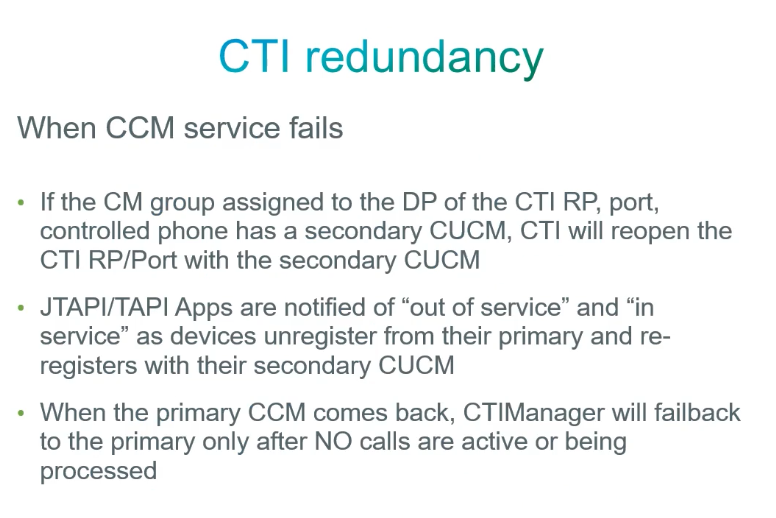 CTI redundancy
When CCM service fails
• If the CM group assigned to the DP of the CTI RP, port,
controlled phone has a secondary CUCM, CTI will reopen the
CTI RP/Port with the secondary CUCM
• JTAPI/TAPI Apps are notified of “out of service” and “in
service” as devices unregister from their primary and re-
registers with their secondary CUCM
• When the primary CCM comes back, CTIManager will failback
to the primary only after NO calls are active or being
processed